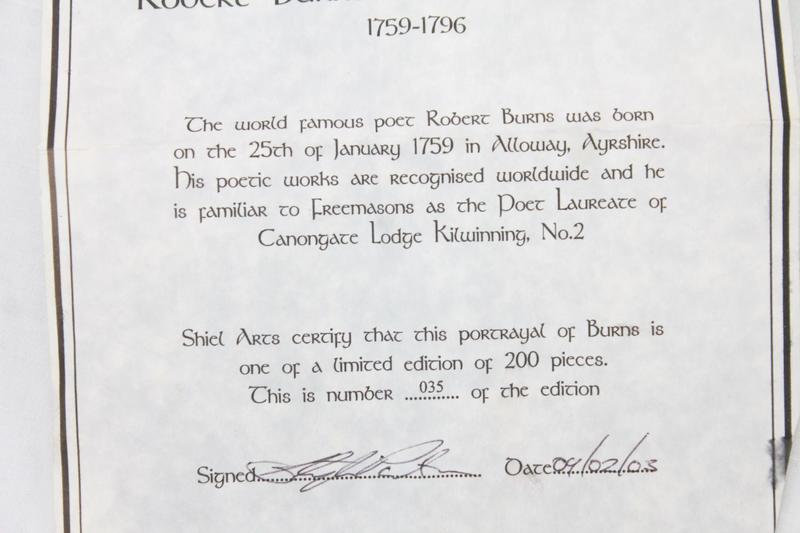 Robert
1759-1796
The world famous poet Robert Burns was born
on the 25th of January 1759 in Alloway, Ayrshire.
His poetic works are recognised worldwide and he
is familiar to Freemasons as the Poet Laureate of
Canongate Lodge Kilwinning, No.2
Shiel Arts certify that this portrayal of Burns is
one of a limited edition of 200 pieces.
This is number ...035... of the edition
Signed
Date 09/02/03